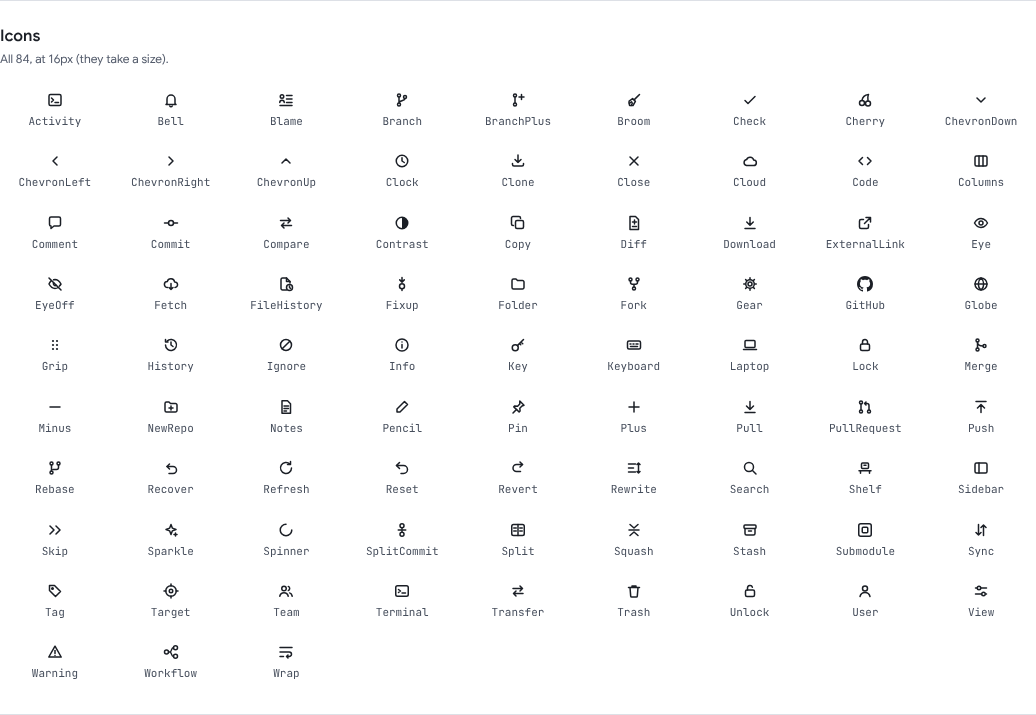 Icons
All 84, at 16px (they take a size).
Activity Bell Blame Branch BranchPlus Broom Check Cherry ChevronDown
ChevronLeft ChevronRight ChevronUp Clock Clone Close Cloud Code Columns
Comment Commit Compare Contrast Copy Diff Download ExternalLink Eye
EyeOff Fetch FileHistory Fixup Folder Fork Gear GitHub Globe
Grip History Ignore Info Key Keyboard Laptop Lock Merge
Minus NewRepo Notes Pencil Pin Plus Pull PullRequest Push
Rebase Recover Refresh Reset Revert Rewrite Search Shelf Sidebar
Skip Sparkle Spinner SplitCommit Split Squash Stash Submodule Sync
Tag Target Team Terminal Transfer Trash Unlock User View
Warning Workflow Wrap